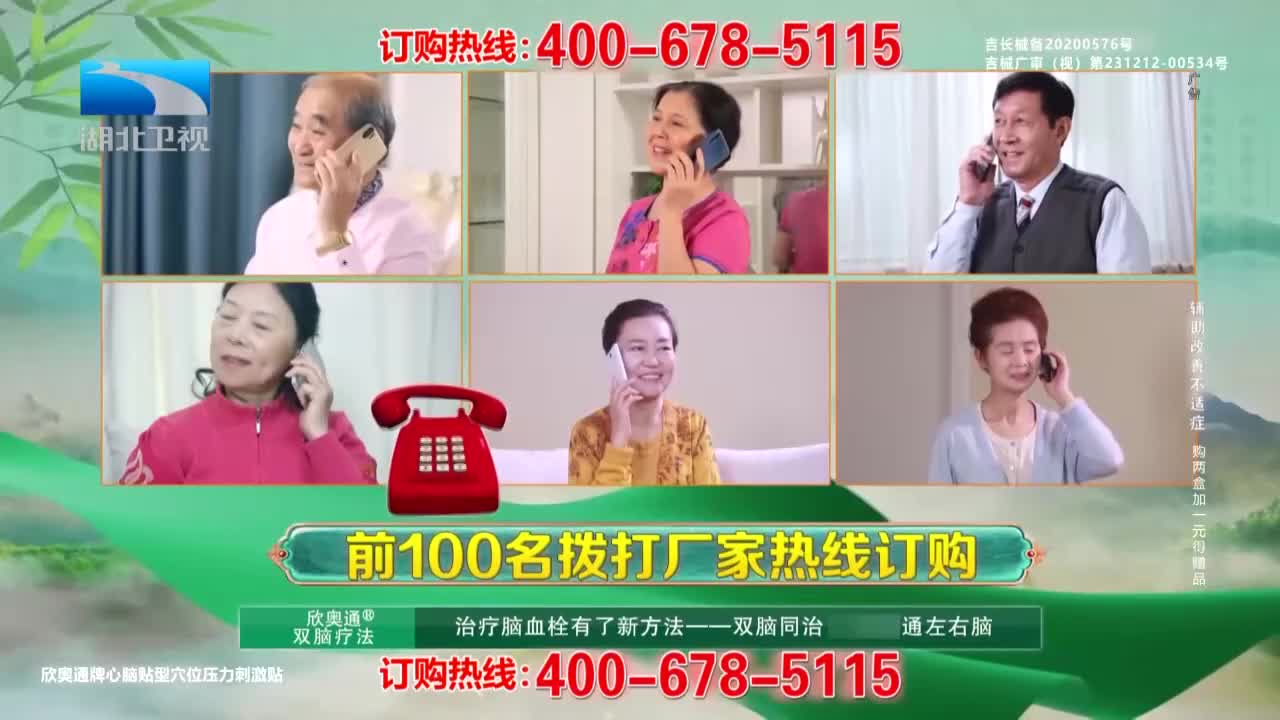 订购热线:400-678-5115
吉长械备20200576号
吉械广审（视）第231212-00534号
广告
湖北卫视
辅助改善不适症 购两盒加一元得赠品
前100名拨打厂家热线订购
欣奥通®
双脑疗法
治疗脑血栓有了新方法——双脑同治
通左右脑
欣奥通牌心脑贴型穴位压力刺激贴
订购热线:400-678-5115